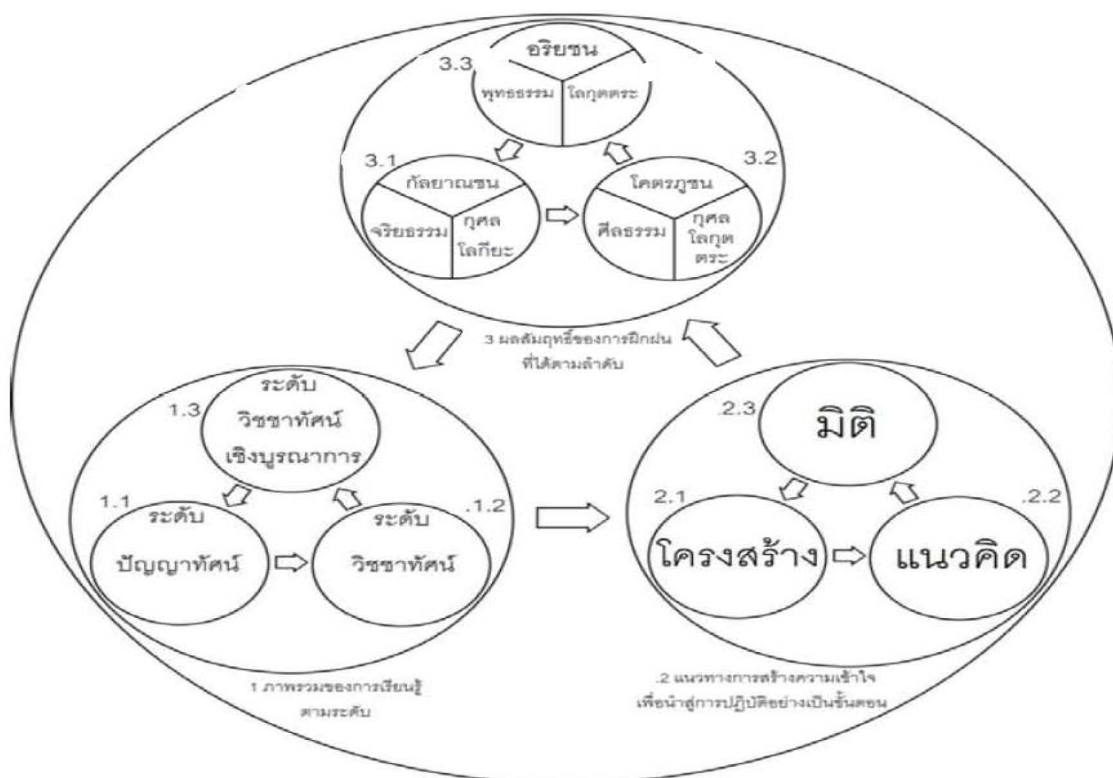 3.3
อริยชน
พุทธธรรม
โลกุตตระ
3.1
กัลยาณชน
จริยธรรม
กุศล
โลกียะ
3.2
โคตรภูชน
ศีลธรรม
กุศล
โลกุต
ตระ
.3 ผลสัมฤทธิ์ของการฝึกฝน
ที่ได้ตามลำดับ
1.3
ระดับ
วิชชาทัศน์
เชิงบูรณาการ
1.1
ระดับ
ปัญญาทัศน์
.1.2
ระดับ
วิชชาทัศน์
1 ภาพรวมของการเรียนรู้
ตามระดับ
.2.3
มิติ
2.1
โครงสร้าง
.2.2
แนวคิด
.2 แนวทางการสร้างความเข้าใจ
เพื่อนำสู่การปฏิบัติอย่างเป็นขั้นตอน